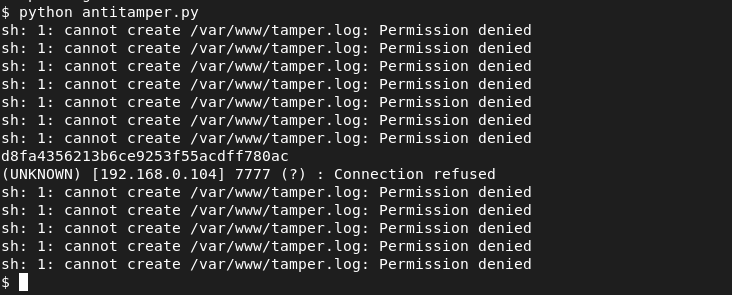 $ python antitamper.py
sh: 1: cannot create /var/www/tamper.log: Permission denied
sh: 1: cannot create /var/www/tamper.log: Permission denied
sh: 1: cannot create /var/www/tamper.log: Permission denied
sh: 1: cannot create /var/www/tamper.log: Permission denied
sh: 1: cannot create /var/www/tamper.log: Permission denied
sh: 1: cannot create /var/www/tamper.log: Permission denied
sh: 1: cannot create /var/www/tamper.log: Permission denied
d8fa4356213b6ce9253f55acdff780ac
(UNKNOWN) [192.168.0.104] 7777 (?) : Connection refused
sh: 1: cannot create /var/www/tamper.log: Permission denied
sh: 1: cannot create /var/www/tamper.log: Permission denied
sh: 1: cannot create /var/www/tamper.log: Permission denied
sh: 1: cannot create /var/www/tamper.log: Permission denied
sh: 1: cannot create /var/www/tamper.log: Permission denied
$